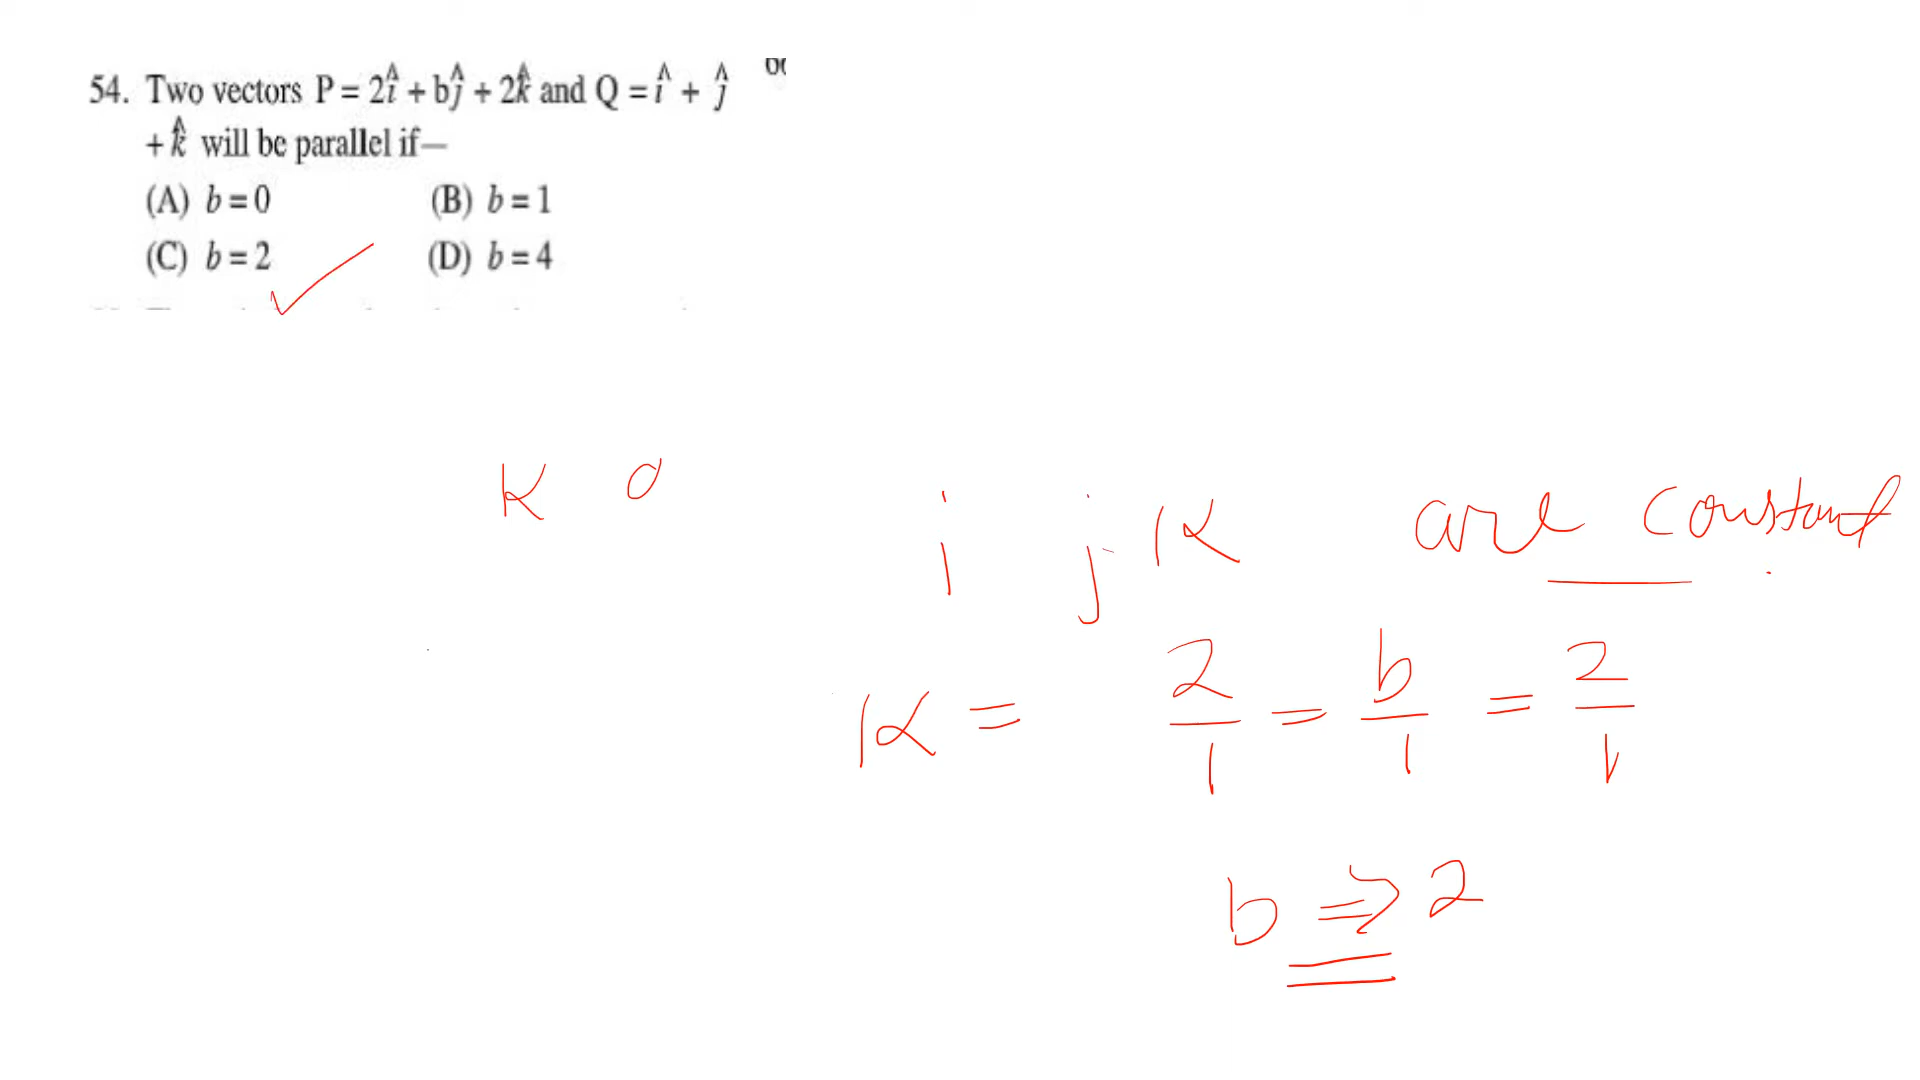 54. Two vectors P = 2î + bĵ + 2k̂ and Q = î + ĵ
+ k̂ will be parallel if—
(A) b = 0 (B) b = 1
(C) b = 2 (D) b = 4
K
i j K are constant
K = 2/1 = b/1 = 2/1
b ⇒ 2